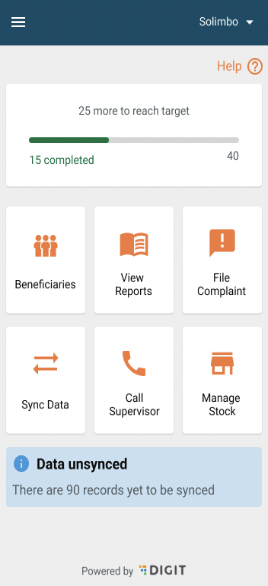 Solimbo
Help
25 more to reach target
15 completed
40
Beneficiaries
View
Reports
File
Complaint
Sync Data
Call
Supervisor
Manage
Stock
Data unsynced
There are 90 records yet to be synced
Powered by DIGIT